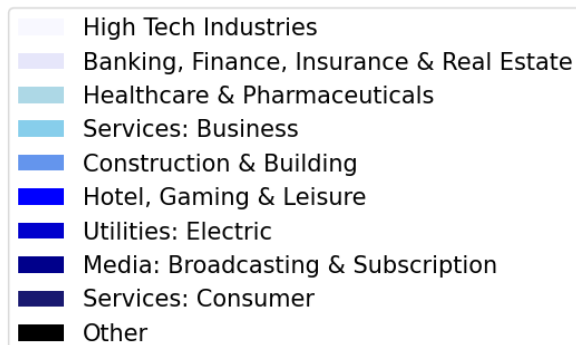 High Tech Industries
Banking, Finance, Insurance & Real Estate
Healthcare & Pharmaceuticals
Services: Business
Construction & Building
Hotel, Gaming & Leisure
Utilities: Electric
Media: Broadcasting & Subscription
Services: Consumer
Other